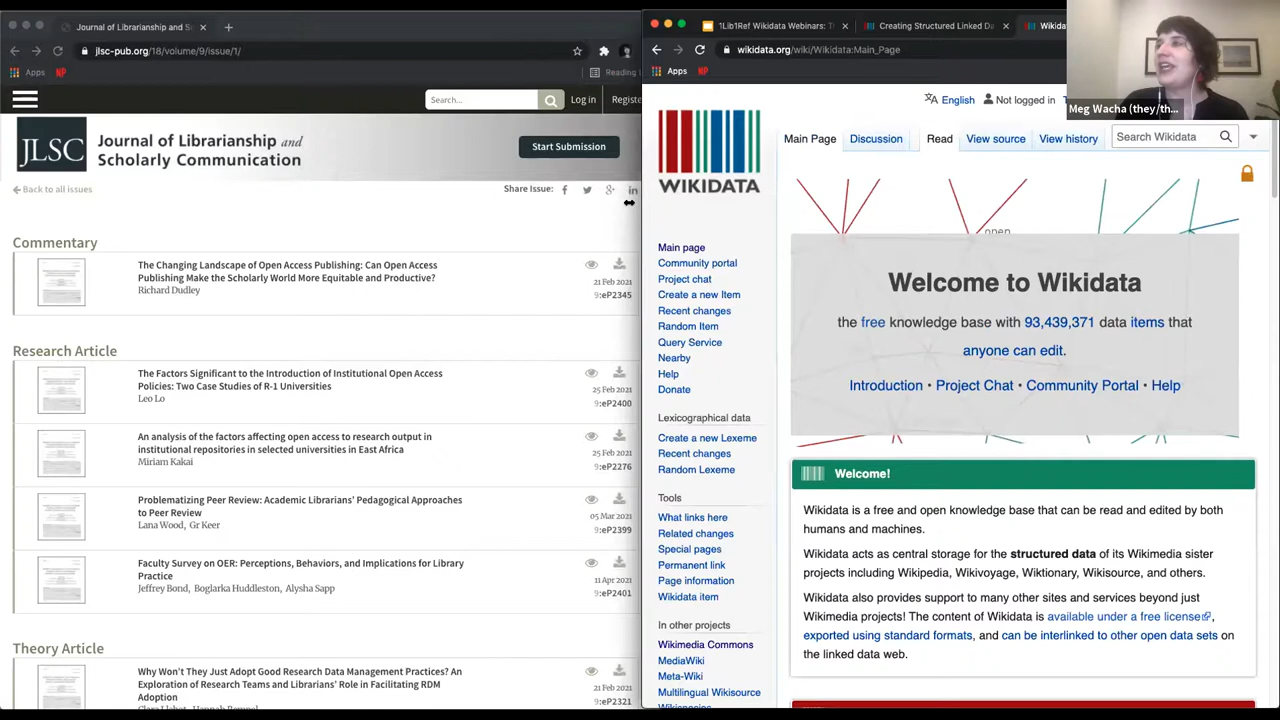 Journal of Librarianship and S
jlsc-pub.org/18/volume/9/issue/1/
Apps
NP
Reading
Search...
Log in
Registe
JLSC
Journal of Librarianship and
Scholarly Communication
Start Submission
Back to all issues
Share Issue:
Commentary
The Changing Landscape of Open Access Publishing: Can Open Access
Publishing Make the Scholarly World More Equitable and Productive?
Richard Dudley
21 Feb 2021
9:eP2345
Research Article
The Factors Significant to the Introduction of Institutional Open Access
Policies: Two Case Studies of R-1 Universities
Leo Lo
25 Feb 2021
9:eP2400
An analysis of the factors affecting open access to research output in
institutional repositories in selected universities in East Africa
Miriam Kakai
25 Feb 2021
9:eP2276
Problematizing Peer Review: Academic Librarians' Pedagogical Approaches
to Peer Review
Lana Wood, Gr Keer
05 Mar 2021
9:eP2399
Faculty Survey on OER: Perceptions, Behaviors, and Implications for Library
Practice
Jeffrey Bond, Boglarka Huddleston, Alysha Sapp
11 Apr 2021
9:eP2401
Theory Article
Why Won't They Just Adopt Good Research Data Management Practices? An
Exploration of Research Teams and Librarians' Role in Facilitating RDM
Adoption
21 Feb 2021
9:eP2321
1Lib1Ref Wikidata Webinars: T
Creating Structured Linked Da
Wikida
wikidata.org/wiki/Wikidata:Main_Page
Apps
NP
Meg Wacha (they/th...
English
Not logged in
WIKIDATA
Main Page
Discussion
Read
View source
View history
Search Wikidata
Main page
Community portal
Project chat
Create a new Item
Recent changes
Random Item
Query Service
Nearby
Help
Donate
Lexicographical data
Create a new Lexeme
Recent changes
Random Lexeme
Tools
What links here
Related changes
Special pages
Permanent link
Page information
Wikidata item
In other projects
Wikimedia Commons
MediaWiki
Meta-Wiki
Multilingual Wikisource
open
Welcome to Wikidata
the free knowledge base with 93,439,371 data items that
anyone can edit.
Introduction • Project Chat • Community Portal • Help
Welcome!
Wikidata is a free and open knowledge base that can be read and edited by both
humans and machines.
Wikidata acts as central storage for the structured data of its Wikimedia sister
projects including Wikipedia, Wikivoyage, Wiktionary, Wikisource, and others.
Wikidata also provides support to many other sites and services beyond just
Wikimedia projects! The content of Wikidata is available under a free license,
exported using standard formats, and can be interlinked to other open data sets on
the linked data web.